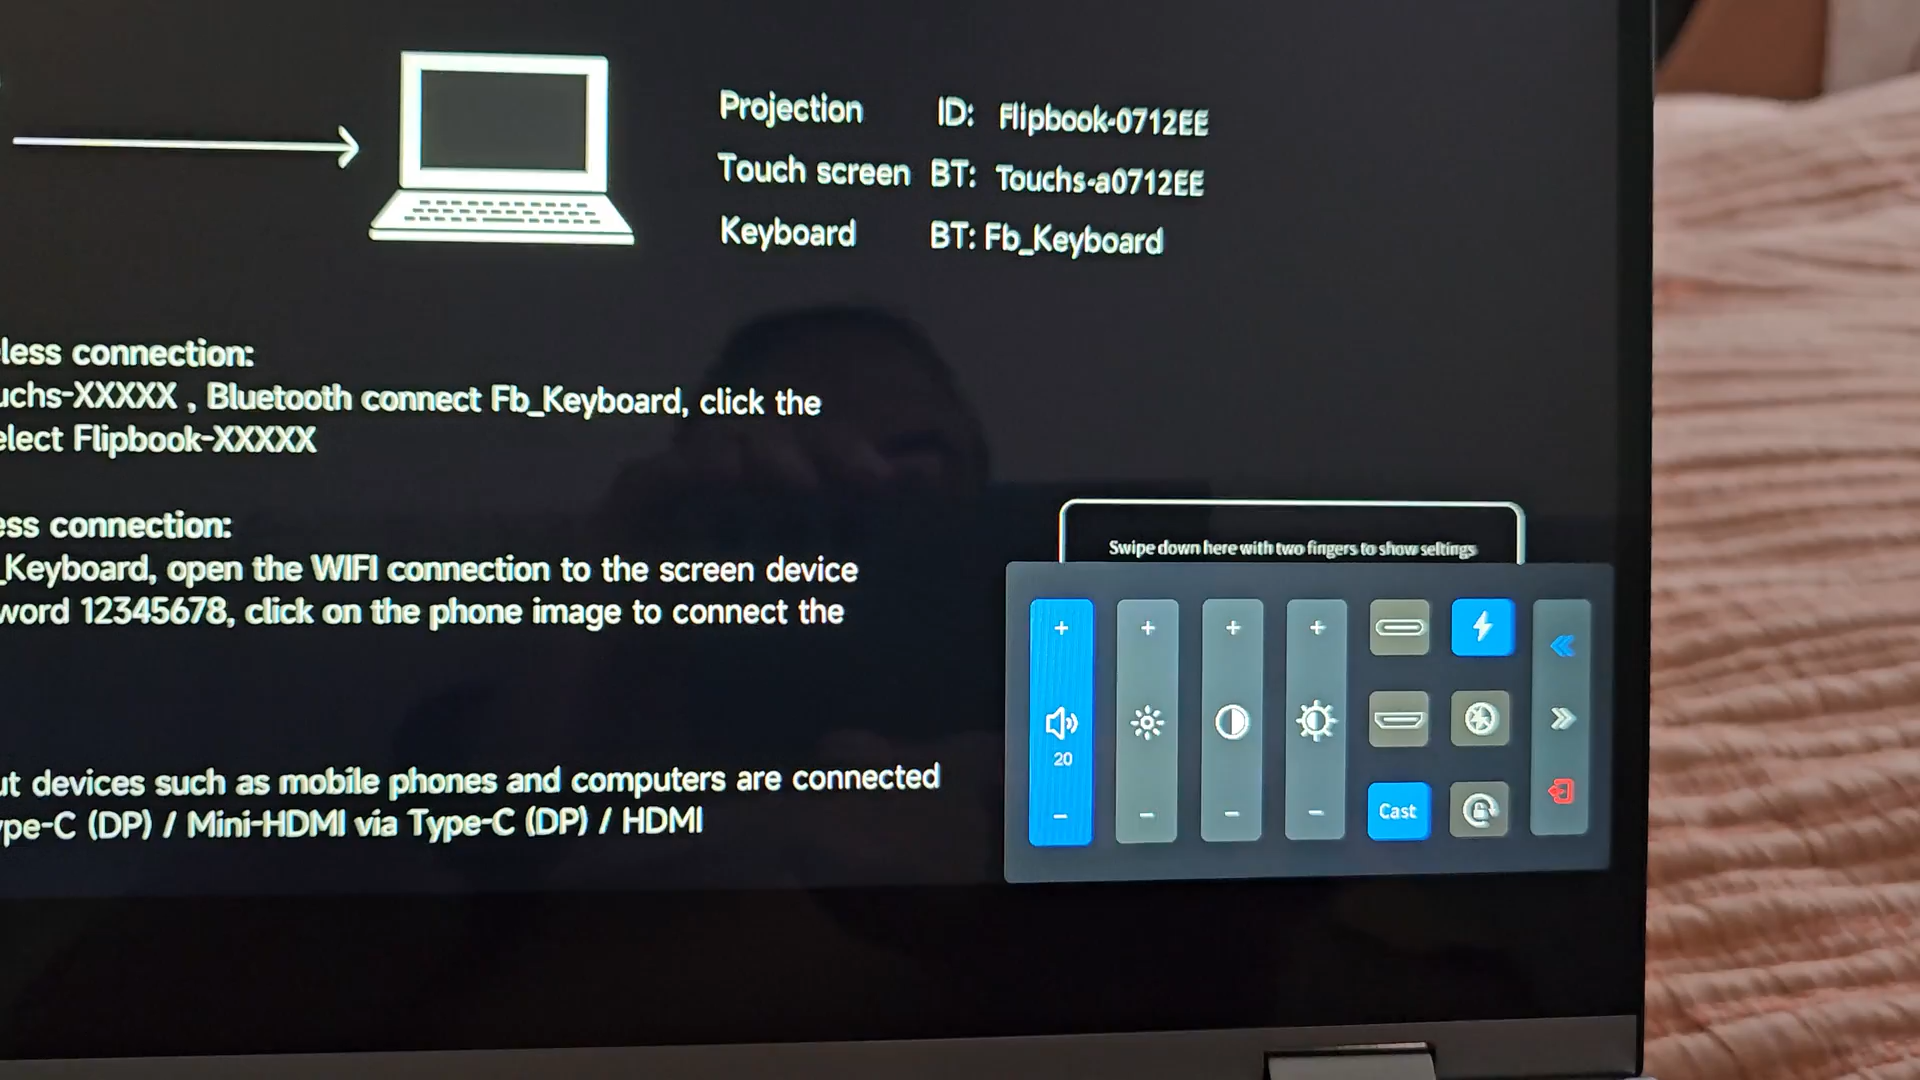 Projection ID: Flipbook-0712EE
Touch screen BT: Touchs-a0712EE
Keyboard BT: Fb_Keyboard
less connection:
uchs-XXXXX , Bluetooth connect Fb_Keyboard, click the
elect Flipbook-XXXXX
ess connection:
_Keyboard, open the WIFI connection to the screen device
word 12345678, click on the phone image to connect the
ut devices such as mobile phones and computers are connected
ype-C (DP) / Mini-HDMI via Type-C (DP) / HDMI
Swipe down here with two fingers to show settings
20
Cast